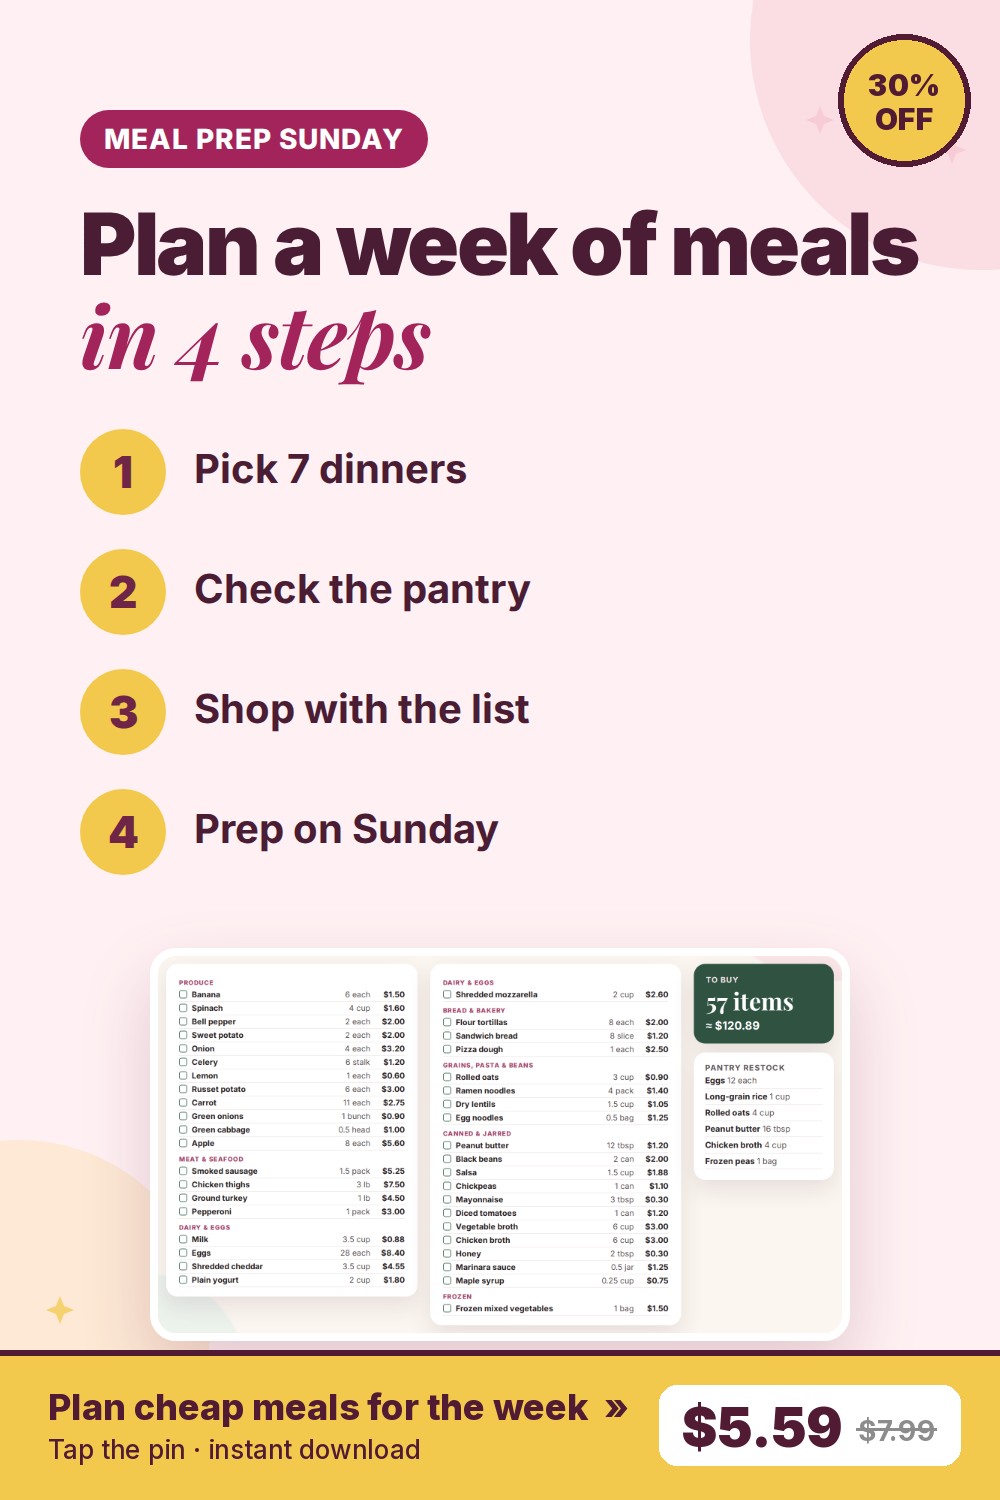 30%
OFF
MEAL PREP SUNDAY
Plan a week of meals
in 4 steps
1 Pick 7 dinners
2 Check the pantry
3 Shop with the list
4 Prep on Sunday
PRODUCE
Banana 6 each $1.50
Spinach 4 cup $1.60
Bell pepper 2 each $2.00
Sweet potato 2 each $2.00
Onion 4 each $3.20
Celery 6 stalk $1.20
Lemon 1 each $0.60
Russet potato 6 each $3.00
Carrot 11 each $2.75
Green onions 1 bunch $0.90
Green cabbage 0.5 head $1.00
Apple 8 each $5.60
MEAT & SEAFOOD
Smoked sausage 1.5 pack $5.25
Chicken thighs 3 lb $7.50
Ground turkey 1 lb $4.50
Pepperoni 1 pack $3.00
DAIRY & EGGS
Milk 3.5 cup $0.88
Eggs 28 each $8.40
Shredded cheddar 3.5 cup $4.55
Plain yogurt 2 cup $1.80
DAIRY & EGGS
Shredded mozzarella 2 cup $2.60
BREAD & BAKERY
Flour tortillas 8 each $2.00
Sandwich bread 8 slice $1.20
Pizza dough 1 each $2.50
GRAINS, PASTA & BEANS
Rolled oats 3 cup $0.90
Ramen noodles 4 pack $1.40
Dry lentils 1.5 cup $1.05
Egg noodles 0.5 bag $1.25
CANNED & JARRED
Peanut butter 12 tbsp $1.20
Black beans 2 can $2.00
Salsa 1.5 cup $1.88
Chickpeas 1 can $1.10
Mayonnaise 3 tbsp $0.30
Diced tomatoes 1 can $1.20
Vegetable broth 6 cup $3.00
Chicken broth 6 cup $3.00
Honey 2 tbsp $0.30
Marinara sauce 0.5 jar $1.25
Maple syrup 0.25 cup $0.75
FROZEN
Frozen mixed vegetables 1 bag $1.50
TO BUY
57 items
≈ $120.89
PANTRY RESTOCK
Eggs 12 each
Long-grain rice 1 cup
Rolled oats 4 cup
Peanut butter 16 tbsp
Chicken broth 4 cup
Frozen peas 1 bag
Plan cheap meals for the week »
Tap the pin · instant download
$5.59 $7.99